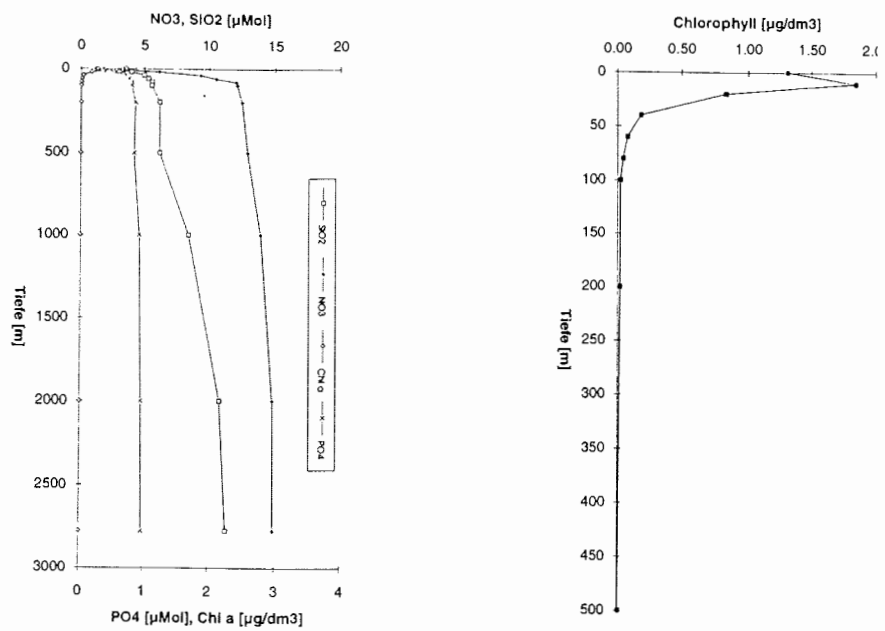 NO3, SIO2 [µMol]
0 5 10 15 20
0
500
1000
1500
2000
2500
3000
Tiefe [m]
0 1 2 3 4
PO4 [µMol], Chl a [µg/dm3]
SIO2
NO3
Chl a
PO4
Chlorophyll [µg/dm3]
0.00 0.50 1.00 1.50 2.0
0
50
100
150
200
250
300
350
400
450
500
Tiefe [m]